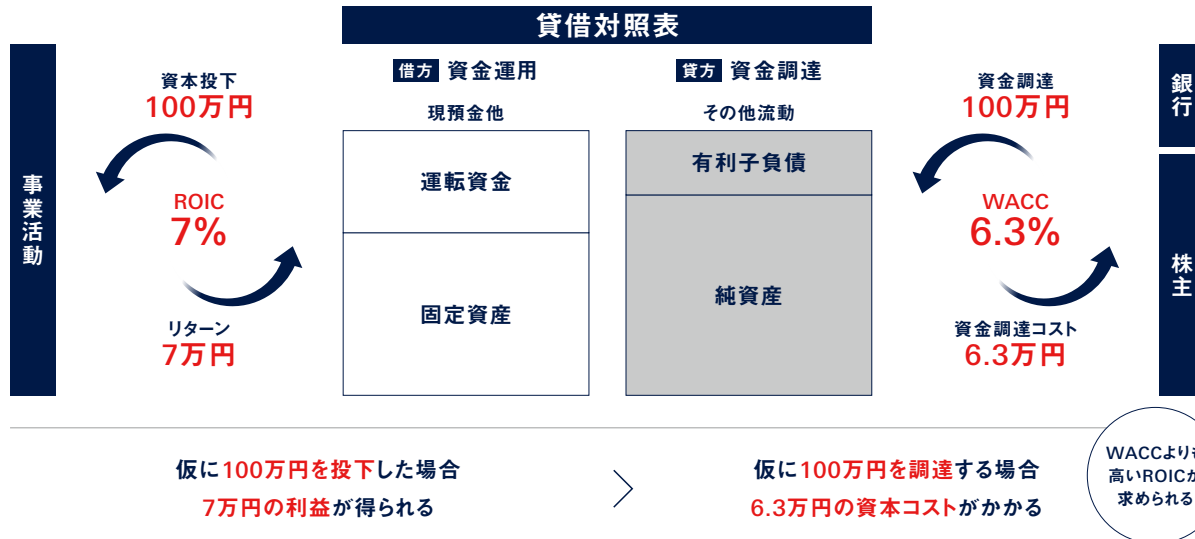 貸借対照表
事業活動
資本投下
100万円
ROIC
7%
リターン
7万円
借方 資金運用
現預金他
運転資金
固定資産
貸方 資金調達
その他流動
有利子負債
純資産
資金調達
100万円
WACC
6.3%
資金調達コスト
6.3万円
銀行
株主
仮に100万円を投下した場合
7万円の利益が得られる
仮に100万円を調達する場合
6.3万円の資本コストがかかる
WACCよりも
高いROICが
求められる